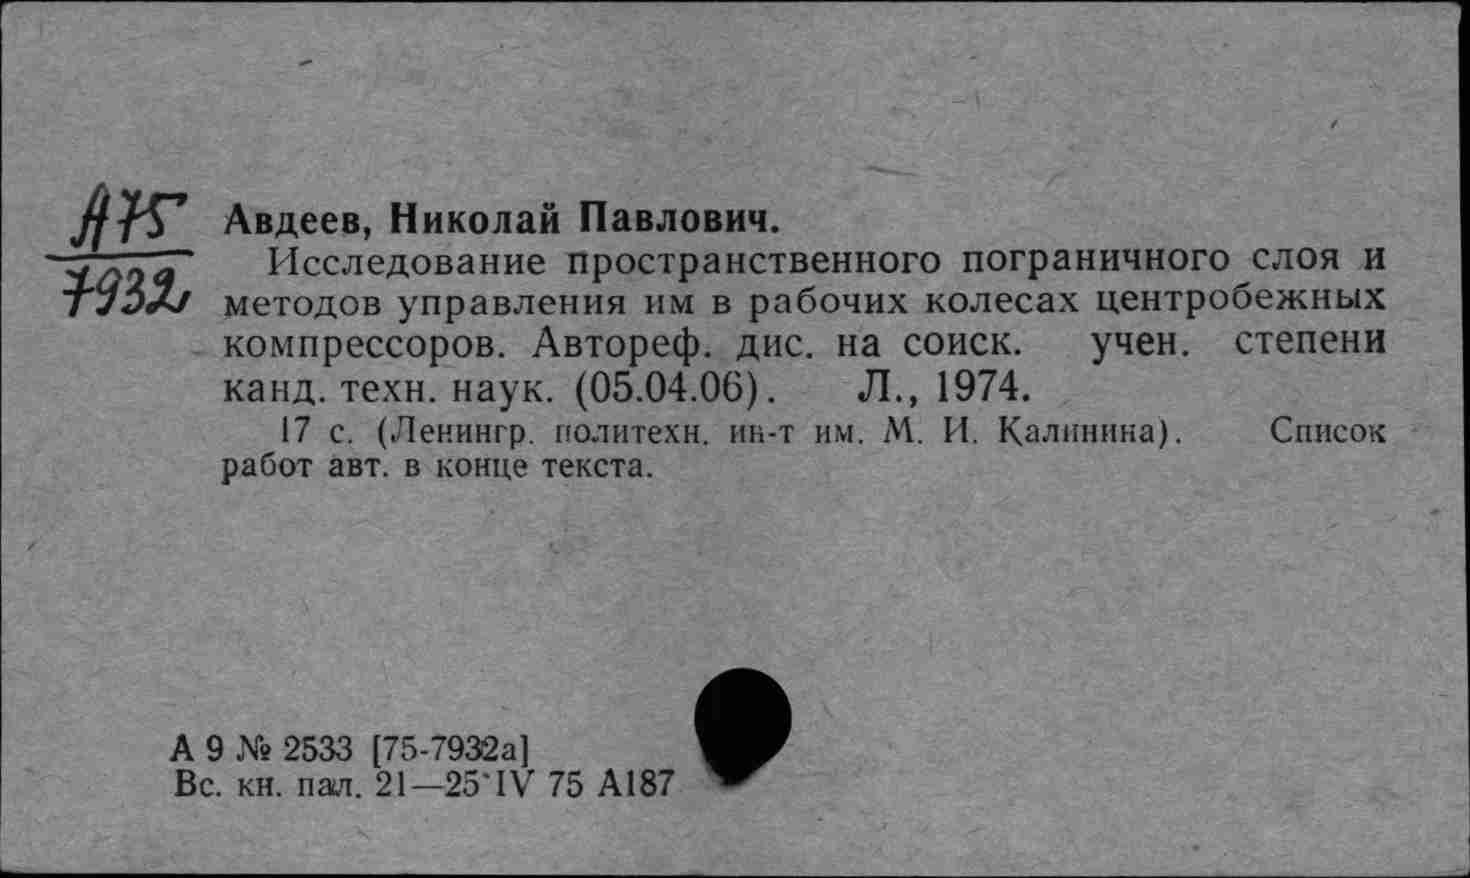 А75
7932
Авдеев, Николай Павлович.
Исследование пространственного пограничного слоя и
методов управления им в рабочих колесах центробежных
компрессоров. Автореф. дис. на соиск. учен. степени
канд. техн. наук. (05.04.06). Л., 1974.
17 с. (Ленингр. политехн. ин-т им. М. И. Калинина). Список
работ авт. в конце текста.
А 9 № 2533 [75-7932а]
Вс. кн. пал. 21—25'IV 75 А187